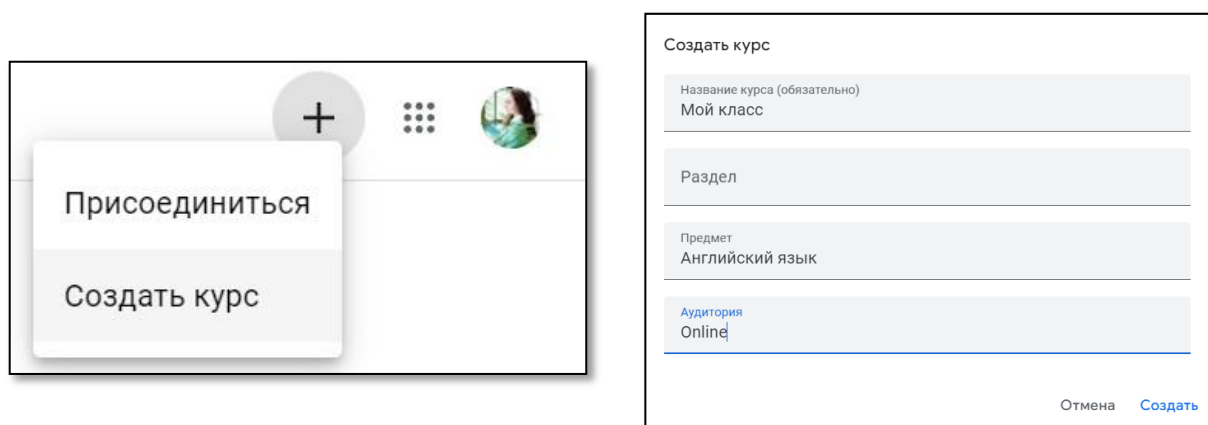 Присоединиться
Создать курс
Создать курс
Название курса (обязательно)
Мой класс
Раздел
Предмет
Английский язык
Аудитория
Online
Отмена Создать